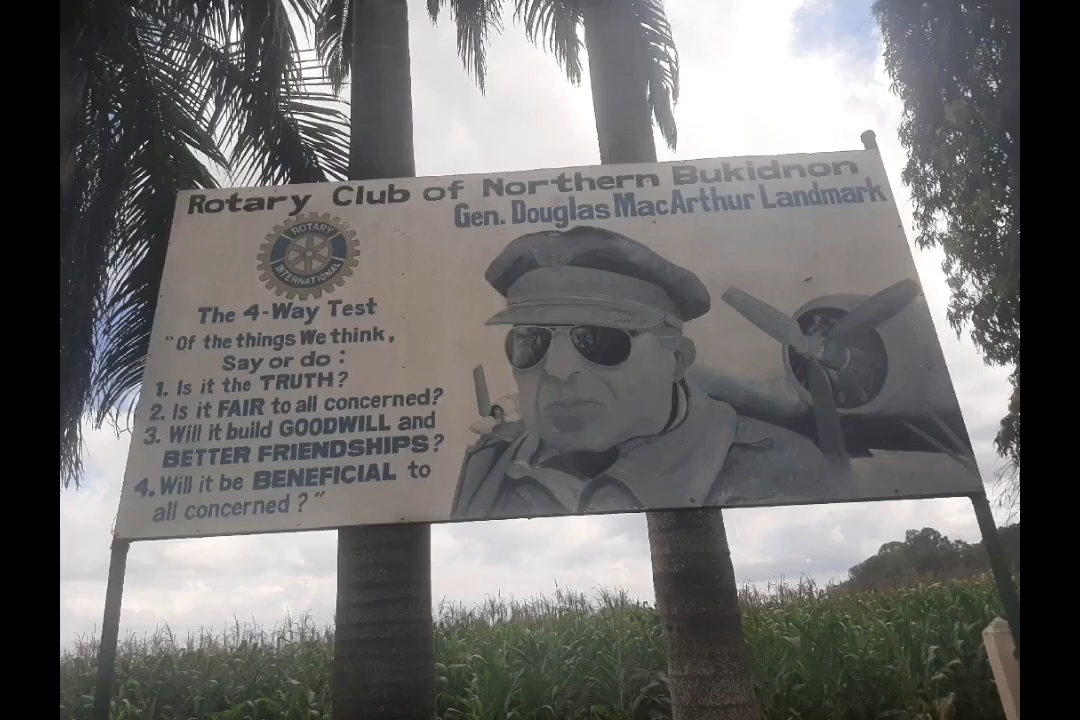 Rotary Club of Northern Bukidnon
Gen. Douglas MacArthur Landmark
ROTARY
INTERNATIONAL
The 4-Way Test
"Of the things We think,
Say or do :
1. Is it the TRUTH?
2. Is it FAIR to all concerned?
3. Will it build GOODWILL and
BETTER FRIENDSHIPS?
4. Will it be BENEFICIAL to
all concerned?"